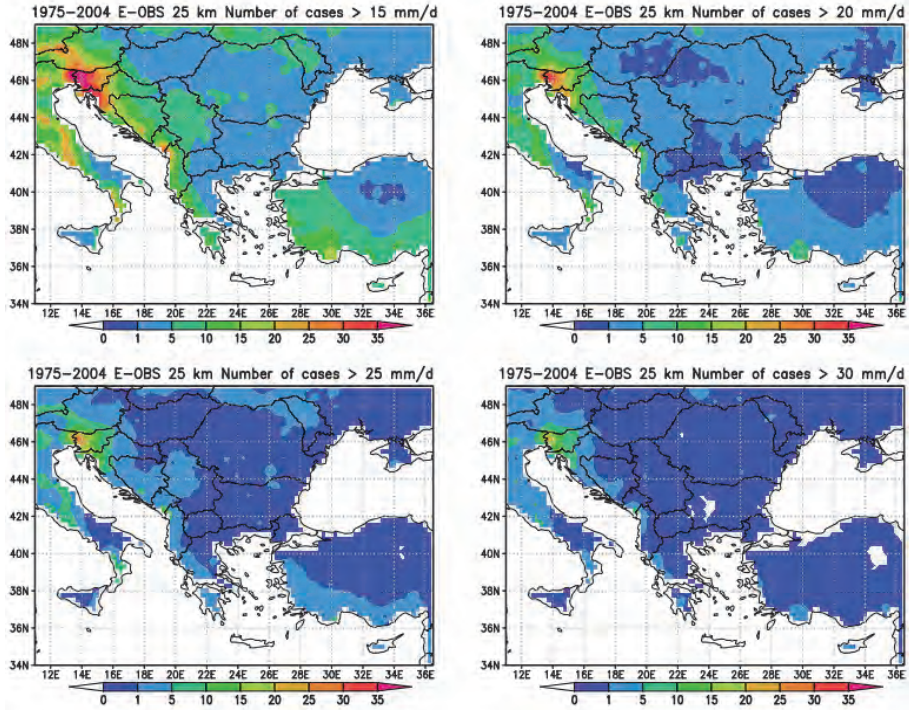 1975-2004 E-OBS 25 km Number of cases > 15 mm/d
48N
46N
44N
42N
40N
38N
36N
34N
12E 14E 16E 18E 20E 22E 24E 26E 28E 30E 32E 34E 36E
0 1 5 10 15 20 25 30 35
1975-2004 E-OBS 25 km Number of cases > 20 mm/d
48N
46N
44N
42N
40N
38N
36N
34N
12E 14E 16E 18E 20E 22E 24E 26E 28E 30E 32E 34E 36E
0 1 5 10 15 20 25 30 35
1975-2004 E-OBS 25 km Number of cases > 25 mm/d
48N
46N
44N
42N
40N
38N
36N
34N
12E 14E 16E 18E 20E 22E 24E 26E 28E 30E 32E 34E 36E
0 1 5 10 15 20 25 30 35
1975-2004 E-OBS 25 km Number of cases > 30 mm/d
48N
46N
44N
42N
40N
38N
36N
34N
12E 14E 16E 18E 20E 22E 24E 26E 28E 30E 32E 34E 36E
0 1 5 10 15 20 25 30 35